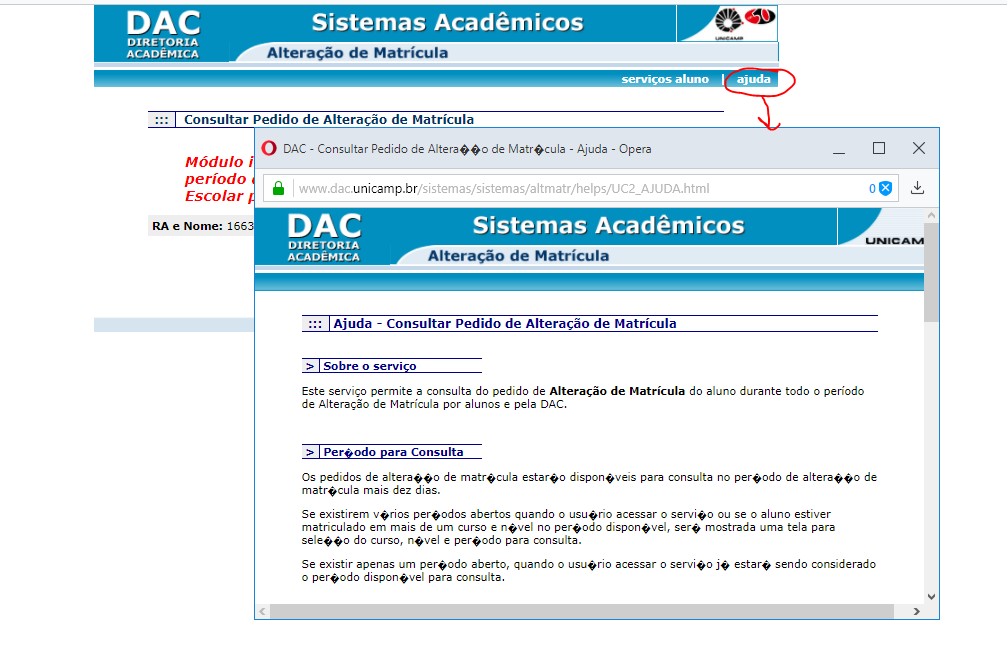 DAC
DIRETORIA
ACADÊMICA
Sistemas Acadêmicos
UNICAMP
Alteração de Matrícula
serviços aluno | ajuda
::: Consultar Pedido de Alteração de Matrícula
Módulo i
período
Escolar p
RA e Nome: 1663
DAC - Consultar Pedido de Altera��o de Matr�cula - Ajuda - Opera
www.dac.unicamp.br/sistemas/sistemas/altmatr/helps/UC2_AJUDA.html
0
DAC
DIRETORIA
ACADÊMICA
Sistemas Acadêmicos
UNICAM
Alteração de Matrícula
::: Ajuda - Consultar Pedido de Alteração de Matrícula
> Sobre o serviço
Este serviço permite a consulta do pedido de Alteração de Matrícula do aluno durante todo o período
de Alteração de Matrícula por alunos e pela DAC.
> Per�odo para Consulta
Os pedidos de altera��o de matr�cula estar�o dispon�veis para consulta no per�odo de altera��o de
matr�cula mais dez dias.
Se existirem v�rios per�odos abertos quando o usu�rio acessar o servi�o ou se o aluno estiver
matriculado em mais de um curso e n�vel no per�odo dispon�vel, ser� mostrada uma tela para
sele��o do curso, n�vel e per�odo para consulta.
Se existir apenas um per�odo aberto, quando o usu�rio acessar o servi�o j� estar� sendo considerado
o per�odo dispon�vel para consulta.